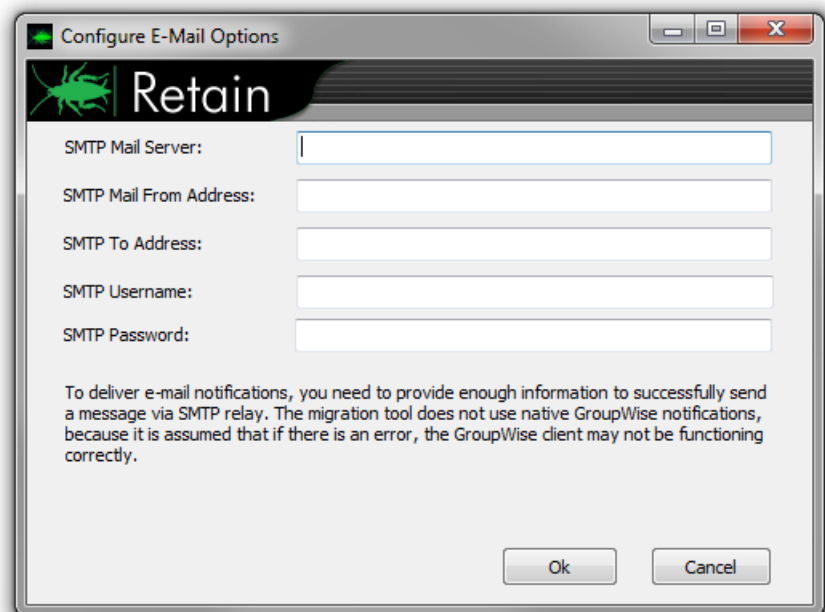 Configure E-Mail Options
Retain
SMTP Mail Server:
SMTP Mail From Address:
SMTP To Address:
SMTP Username:
SMTP Password:
To deliver e-mail notifications, you need to provide enough information to successfully send
a message via SMTP relay. The migration tool does not use native GroupWise notifications,
because it is assumed that if there is an error, the GroupWise client may not be functioning
correctly.
Ok Cancel